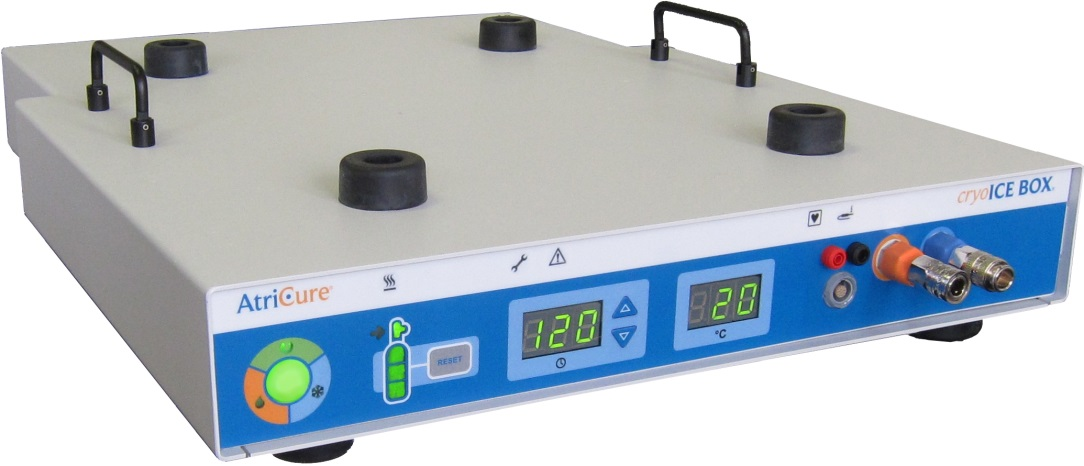 cryoICE BOX®
AtriCure®
RESET
120
20
°C